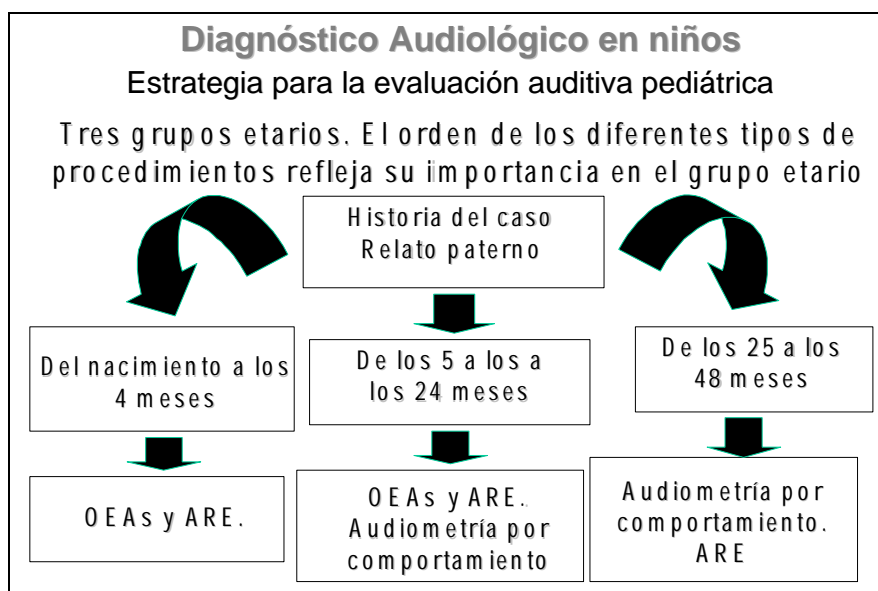 Diagnóstico Audiológico en niños
Estrategia para la evaluación auditiva pediátrica
Tres grupos etarios. El orden de los diferentes tipos de
procedimientos refleja su importancia en el grupo etario
Historia del caso
Relato paterno
Del nacimiento a los
4 meses
De los 5 a los a
los 24 meses
De los 25 a los
48 meses
OEAs y ARE.
OEAs y ARE.
Audiometría por
comportamiento
Audiometría por
comportamiento.
ARE